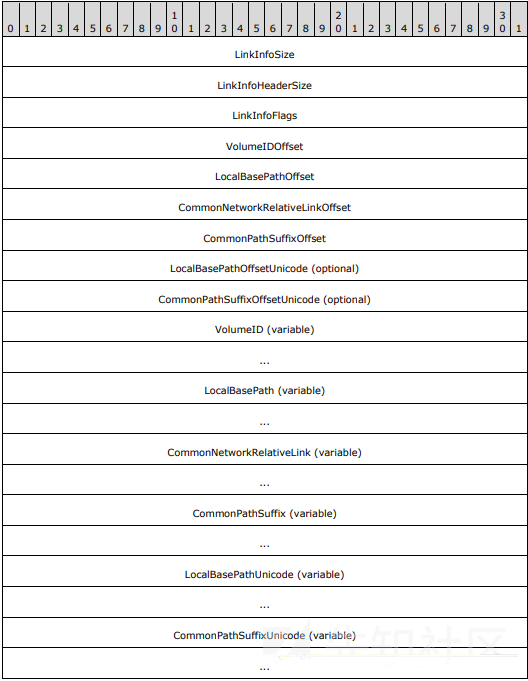 1 2 3
0 1 2 3 4 5 6 7 8 9 0 1 2 3 4 5 6 7 8 9 0 1 2 3 4 5 6 7 8 9 0 1
LinkInfoSize
LinkInfoHeaderSize
LinkInfoFlags
VolumeIDOffset
LocalBasePathOffset
CommonNetworkRelativeLinkOffset
CommonPathSuffixOffset
LocalBasePathOffsetUnicode (optional)
CommonPathSuffixOffsetUnicode (optional)
VolumeID (variable)
...
LocalBasePath (variable)
...
CommonNetworkRelativeLink (variable)
...
CommonPathSuffix (variable)
...
LocalBasePathUnicode (variable)
...
CommonPathSuffixUnicode (variable)
...